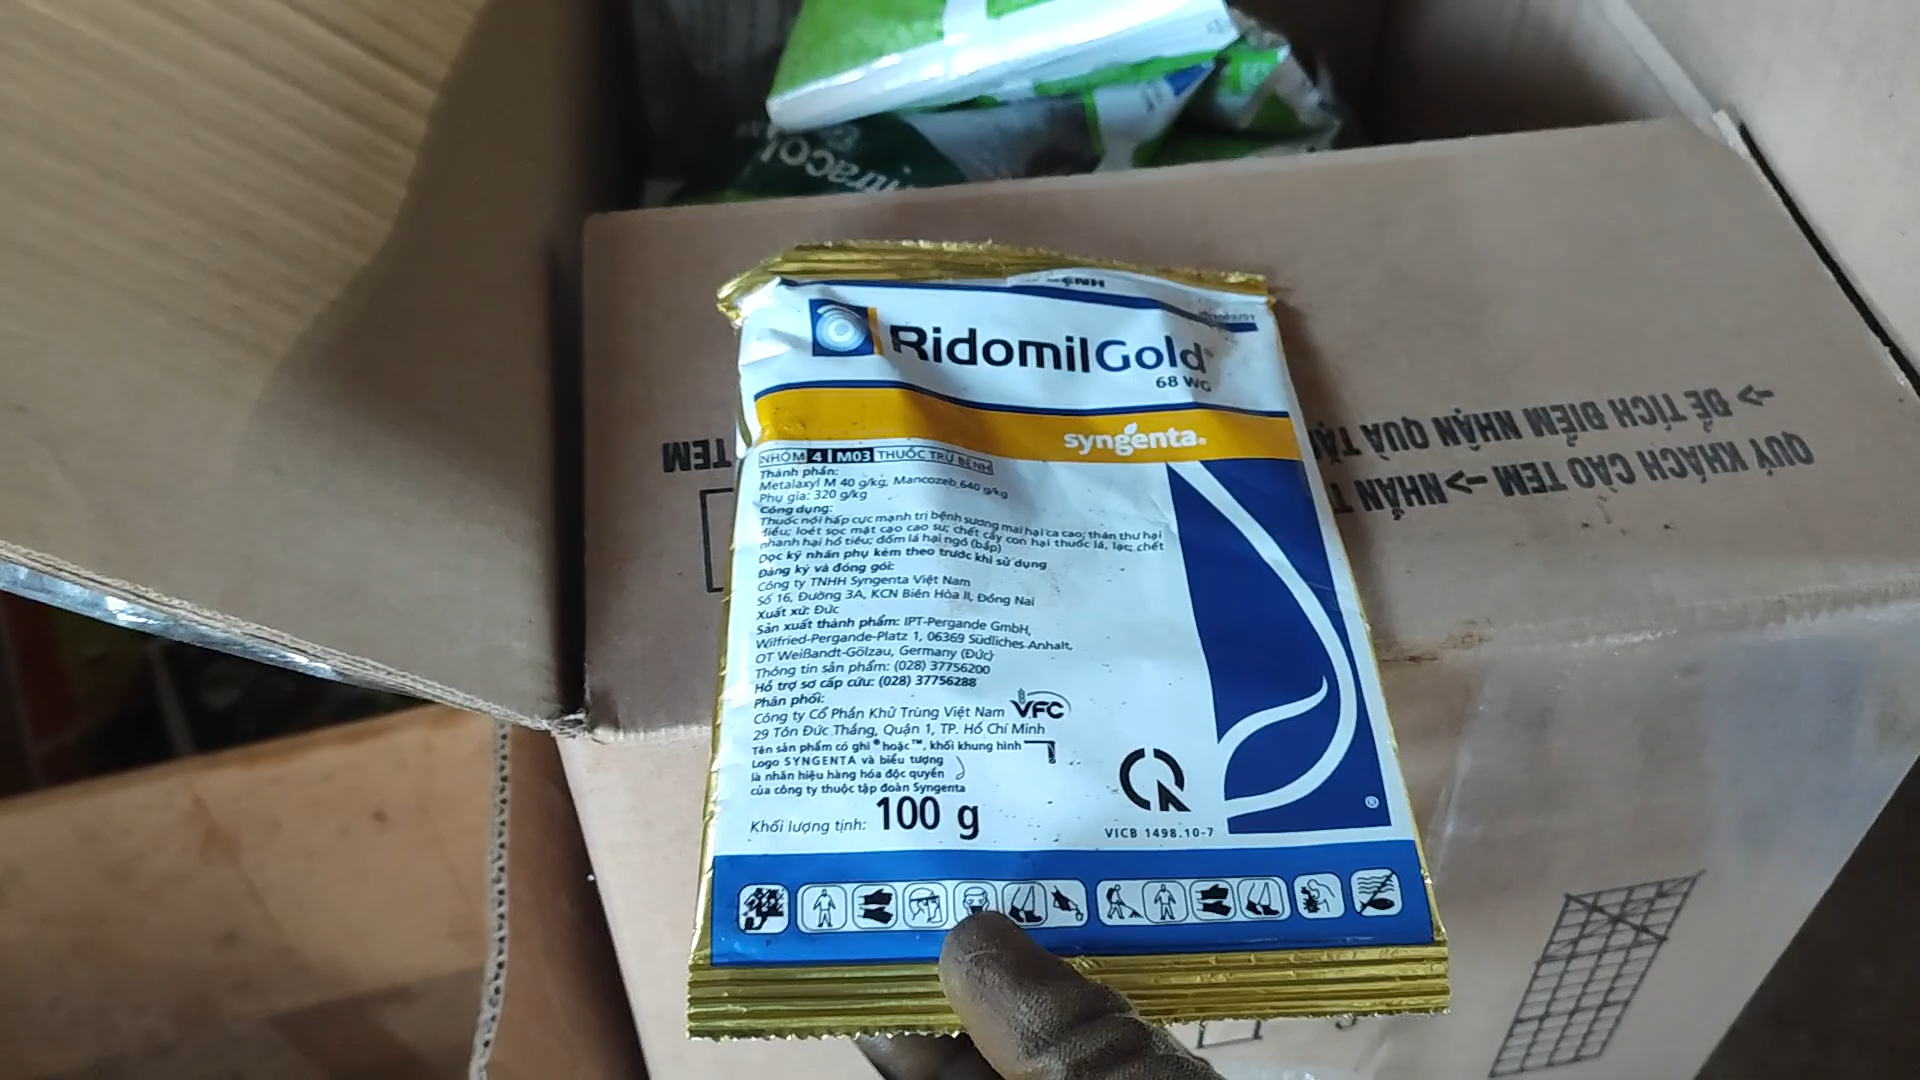 ntracol
RidomilGold
68 WG
syngenta.
NHÓM 4 M03 THUỐC TRỪ BỆNH
Thành phần:
Metalaxyl M 40 g/kg, Mancozeb 640 g/kg
Phụ gia: 320 g/kg
Công dụng:
Thuốc nội hấp cực mạnh trị bệnh sương mai hại ca cao; thán thư hại
điều; loét sọc mặt cạo cao su; chết cây con hại thuốc lá, lạc; chết
nhanh hại hồ tiêu; đốm lá hại ngô (bắp)
Đọc kỹ nhãn phụ kèm theo trước khi sử dụng
Đăng ký và đóng gói:
Công ty TNHH Syngenta Việt Nam
Số 16, Đường 3A, KCN Biên Hòa II, Đồng Nai
Xuất xứ: Đức
Sản xuất thành phẩm: IPT-Pergande GmbH,
Wilfried-Pergande-Platz 1, 06369 Südliches Anhalt,
OT Weißandt-Gölzau, Germany (Đức)
Thông tin sản phẩm: (028) 37756200
Hỗ trợ sơ cấp cứu: (028) 37756288
Phân phối:
Công ty Cổ Phần Khử Trùng Việt Nam VFC
29 Tôn Đức Thắng, Quận 1, TP. Hồ Chí Minh
Tên sản phẩm có ghi ® hoặc ™, khối khung hình
Logo SYNGENTA và biểu tượng
là nhãn hiệu hàng hóa độc quyền
của công ty thuộc tập đoàn Syngenta
Khối lượng tịnh: 100 g
VICB 1498.10-7
®
QUÝ KHÁCH CÀO TEM -> NHẮN T
TEM
-> ĐỂ TÍCH ĐIỂM NHẬN QUÀ TẶ